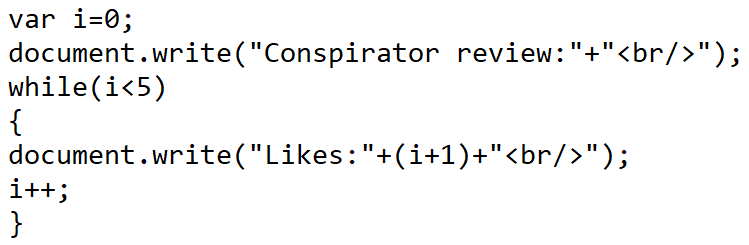 var i=0;
document.write("Conspirator review:"+"<br/>");
while(i<5)
{
document.write("Likes:"+(i+1)+"<br/>");
i++;
}